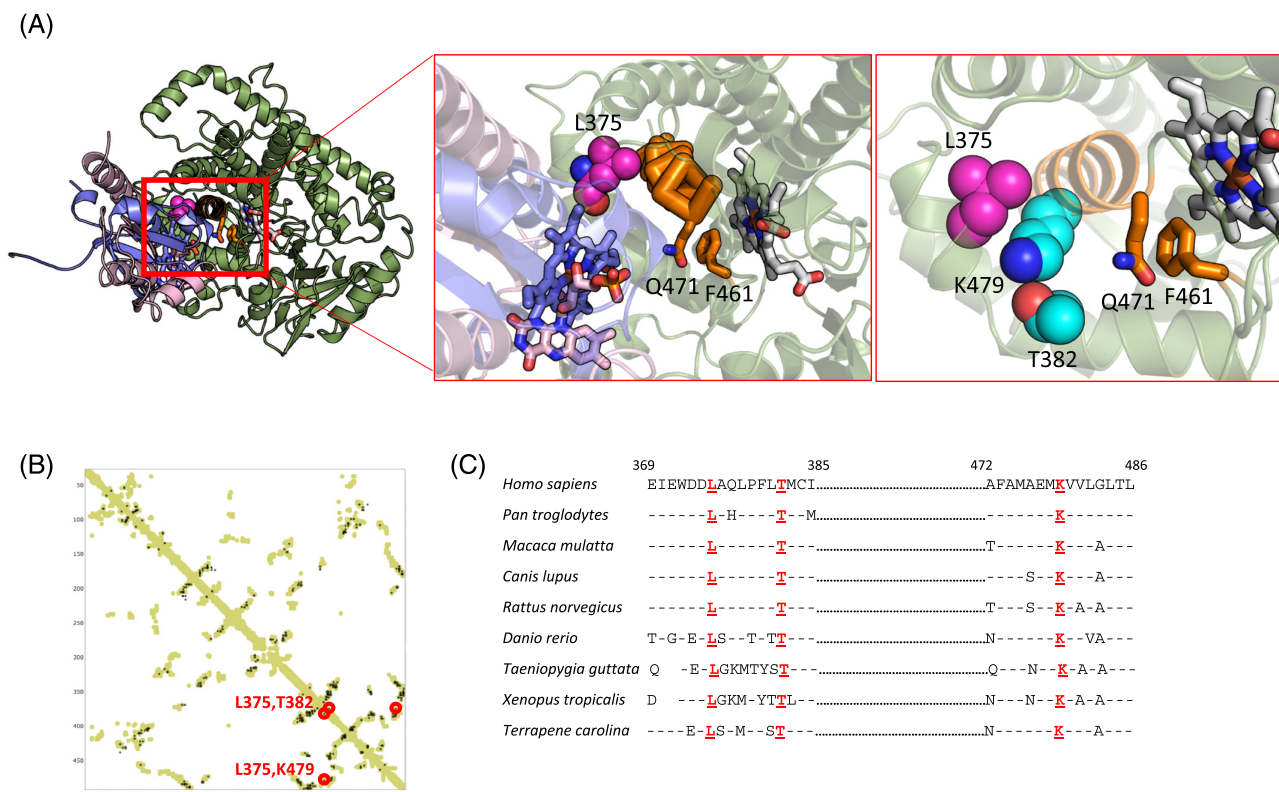 (A)
L375
Q471
F461
L375
K479
Q471
F461
T382
(B)
50
100
150
200
250
300
350
400
450
L375,T382
L375,K479
(C)
369 385 472 486
Homo sapiens EIEWDDLAQLPFLTMCI..................AFAMAEMKVVLGLTL
Pan troglodytes ------L-H---T--M..................-------K-------
Macaca mulatta ------L------T---..................T------K--A--
Canis lupus ------L------T---..................---S-K--A--
Rattus norvegicus ------L------T---..................T--S-K-A-A--
Danio rerio T-G-E-LS--T-TT---..................N----K--VA---
Taeniopygia guttata Q -E-LGKMTYST---..................Q--N-K-A-A---
Xenopus tropicalis D ---LGKM-YTTL--..................N--N-K-A-A---
Terrapene carolina ---E-LS-M--ST---..................N------K--A---